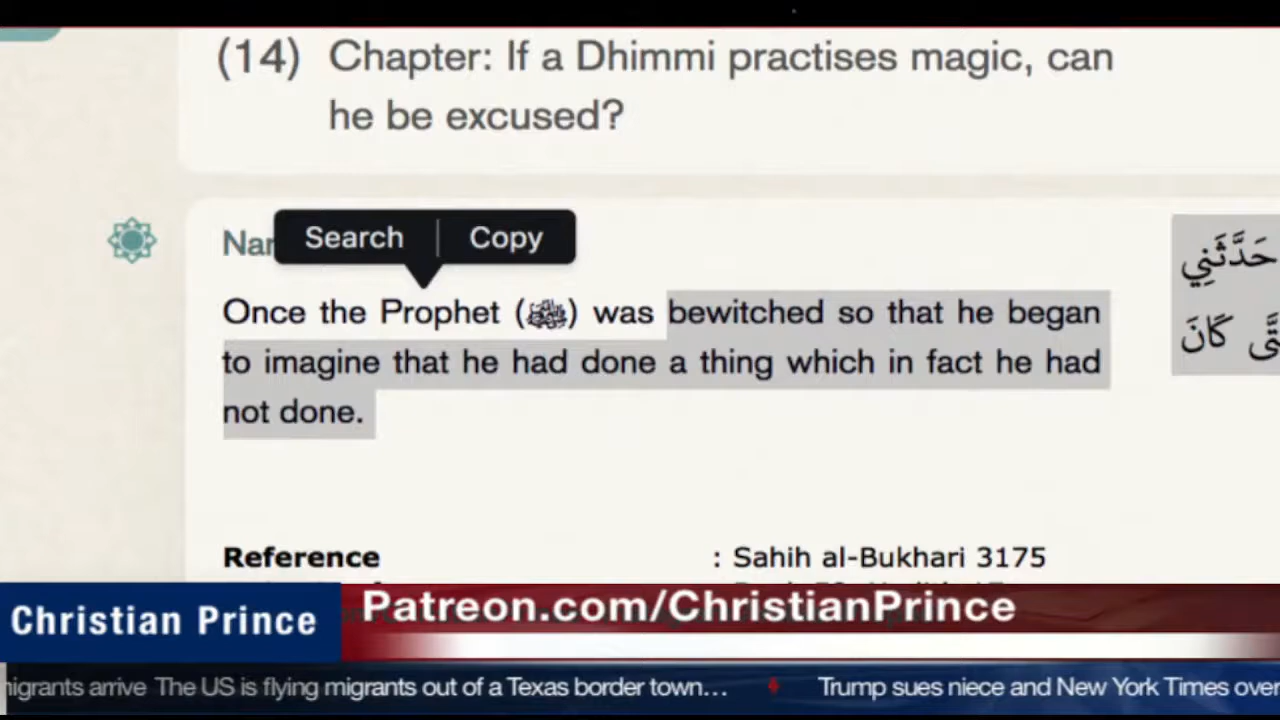 (14) Chapter: If a Dhimmi practises magic, can
he be excused?
Search | Copy
Nar
Once the Prophet (ﷺ) was bewitched so that he began
to imagine that he had done a thing which in fact he had
not done.
حَدَّثَنِي
كَانَ
Reference : Sahih al-Bukhari 3175
Christian Prince
Patreon.com/ChristianPrince
migrants arrive The US is flying migrants out of a Texas border town... Trump sues niece and New York Times over